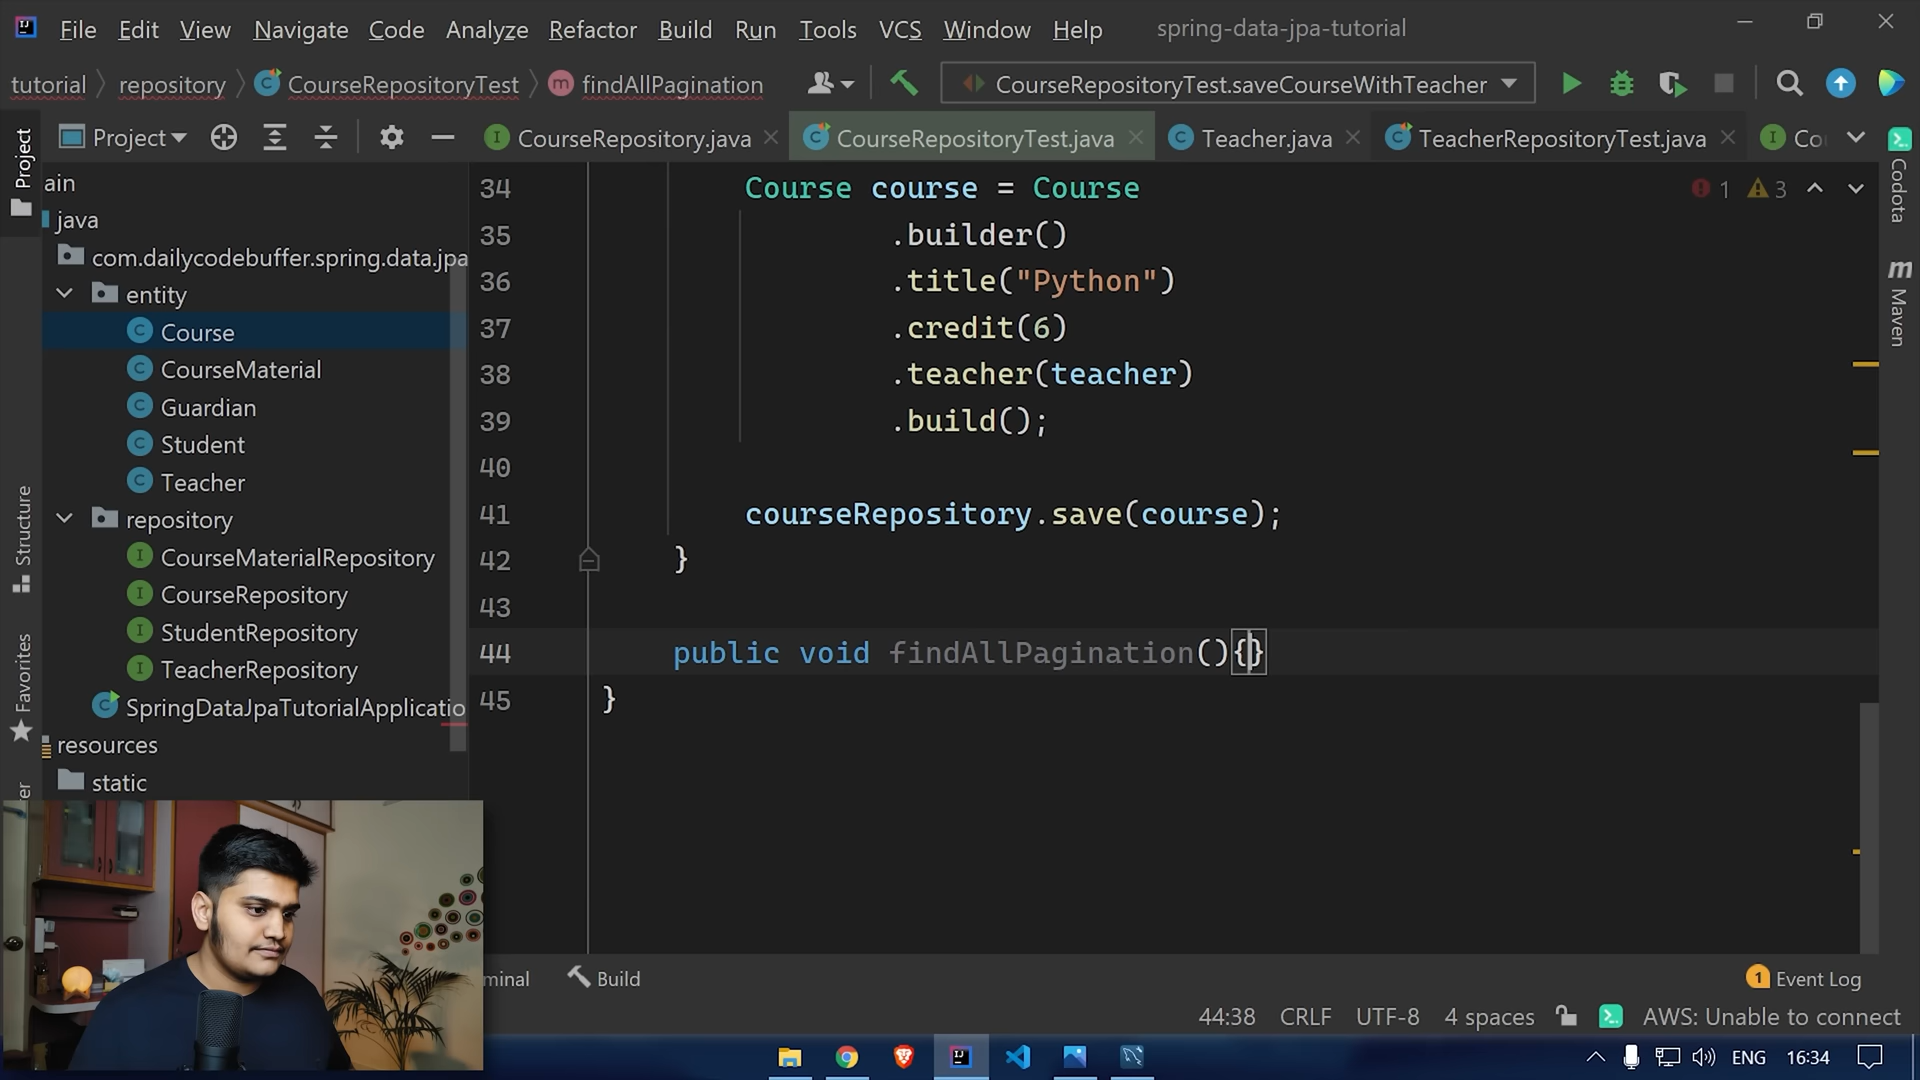 File Edit View Navigate Code Analyze Refactor Build Run Tools VCS Window Help spring-data-jpa-tutorial
tutorial repository CourseRepositoryTest m findAllPagination CourseRepositoryTest.saveCourseWithTeacher
Project CourseRepository.java CourseRepositoryTest.java Teacher.java TeacherRepositoryTest.java Co
Project
Structure
Favorites
er
ain
java
com.dailycodebuffer.spring.data.jpa
entity
Course
CourseMaterial
Guardian
Student
Teacher
repository
CourseMaterialRepository
CourseRepository
StudentRepository
TeacherRepository
SpringDataJpaTutorialApplicatio
resources
static
34 Course course = Course
35 .builder()
36 .title("Python")
37 .credit(6)
38 .teacher(teacher)
39 .build();
40
41 courseRepository.save(course);
42 }
43
44 public void findAllPagination(){}
45 }
1 3
Codota
m Maven
minal Build 1 Event Log
44:38 CRLF UTF-8 4 spaces AWS: Unable to connect
ENG 16:34